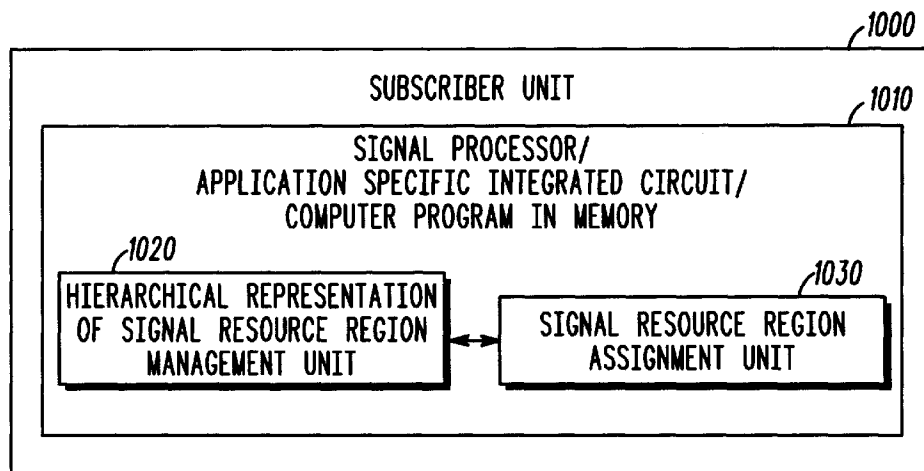 1000
SUBSCRIBER UNIT
1010
SIGNAL PROCESSOR/
APPLICATION SPECIFIC INTEGRATED CIRCUIT/
COMPUTER PROGRAM IN MEMORY
1020
HIERARCHICAL REPRESENTATION
OF SIGNAL RESOURCE REGION
MANAGEMENT UNIT
1030
SIGNAL RESOURCE REGION
ASSIGNMENT UNIT